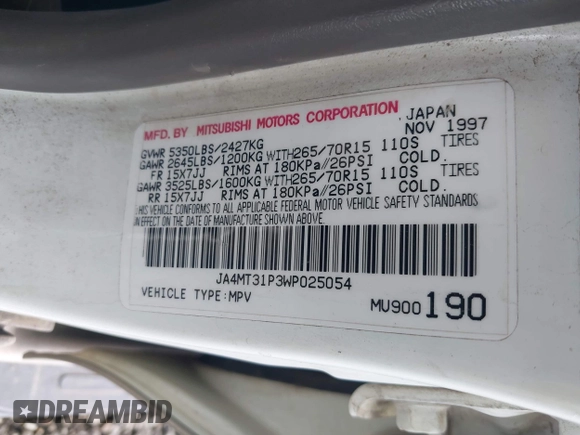 MFD. BY MITSUBISHI MOTORS CORPORATION JAPAN
NOV 1997
GVWR 5350LBS/2427KG
GAWR 2645LBS/1200KG WITH265/70R15 110S TIRES
FR 15X7JJ RIMS AT 180KPA//26PSI COLD.
GAWR 3525LBS/1600KG WITH265/70R15 110S TIRES
RR 15X7JJ RIMS AT 180KPA//26PSI COLD.
THIS VEHICLE CONFORMS TO ALL APPLICABLE FEDERAL MOTOR VEHICLE SAFETY STANDARDS
IN EFFECT ON THE DATE OF MANUFACTURE SHOWN ABOVE.
JA4MT31P3WP025054
VEHICLE TYPE:MPV MU900190
DREAMBID